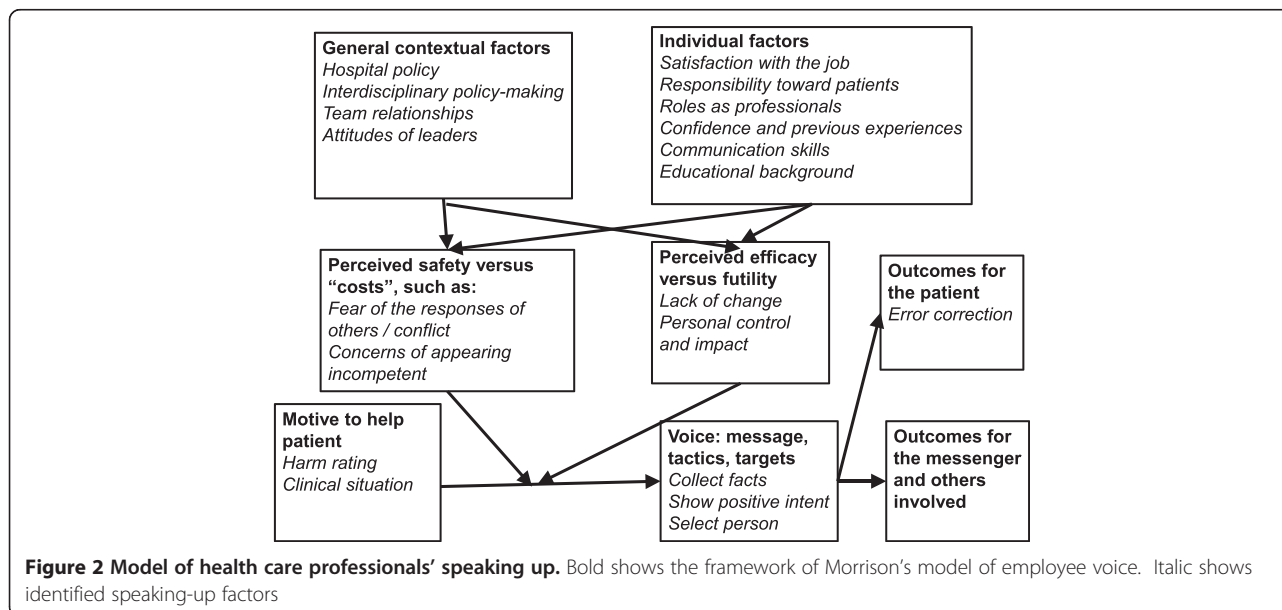 General contextual factors
Hospital policy
Interdisciplinary policy-making
Team relationships
Attitudes of leaders
Individual factors
Satisfaction with the job
Responsibility toward patients
Roles as professionals
Confidence and previous experiences
Communication skills
Educational background
Perceived safety versus
“costs”, such as:
Fear of the responses of
others / conflict
Concerns of appearing
incompetent
Perceived efficacy
versus futility
Lack of change
Personal control
and impact
Outcomes for
the patient
Error correction
Motive to help
patient
Harm rating
Clinical situation
Voice: message,
tactics, targets
Collect facts
Show positive intent
Select person
Outcomes for
the messenger
and others
involved
Figure 2 Model of health care professionals’ speaking up. Bold shows the framework of Morrison’s model of employee voice. Italic shows
identified speaking-up factors